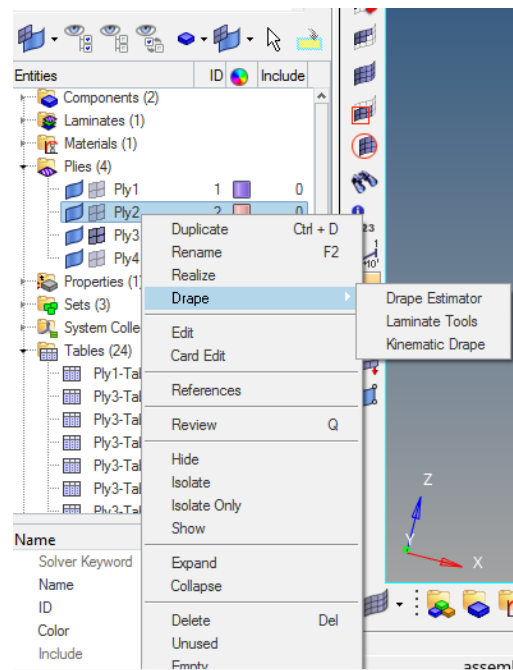 Entities ID Include
Components (2)
Laminates (1)
Materials (1)
Plies (4)
Ply1 1 0
Ply2 2 0
Ply3
Ply4
Properties (1)
Sets (3)
System Colle
Tables (24)
Ply1-Tal
Ply3-Tal
Ply3-Tal
Ply3-Tal
Ply3-Tal
Ply3-Tal
Duplicate Ctrl + D
Rename F2
Realize
Drape
Edit
Card Edit
References
Review Q
Hide
Isolate
Isolate Only
Show
Expand
Collapse
Delete Del
Unused
Empty
Drape Estimator
Laminate Tools
Kinematic Drape
123
Z
Y
X
Name
Solver Keyword
Name
ID
Color
Include
assem